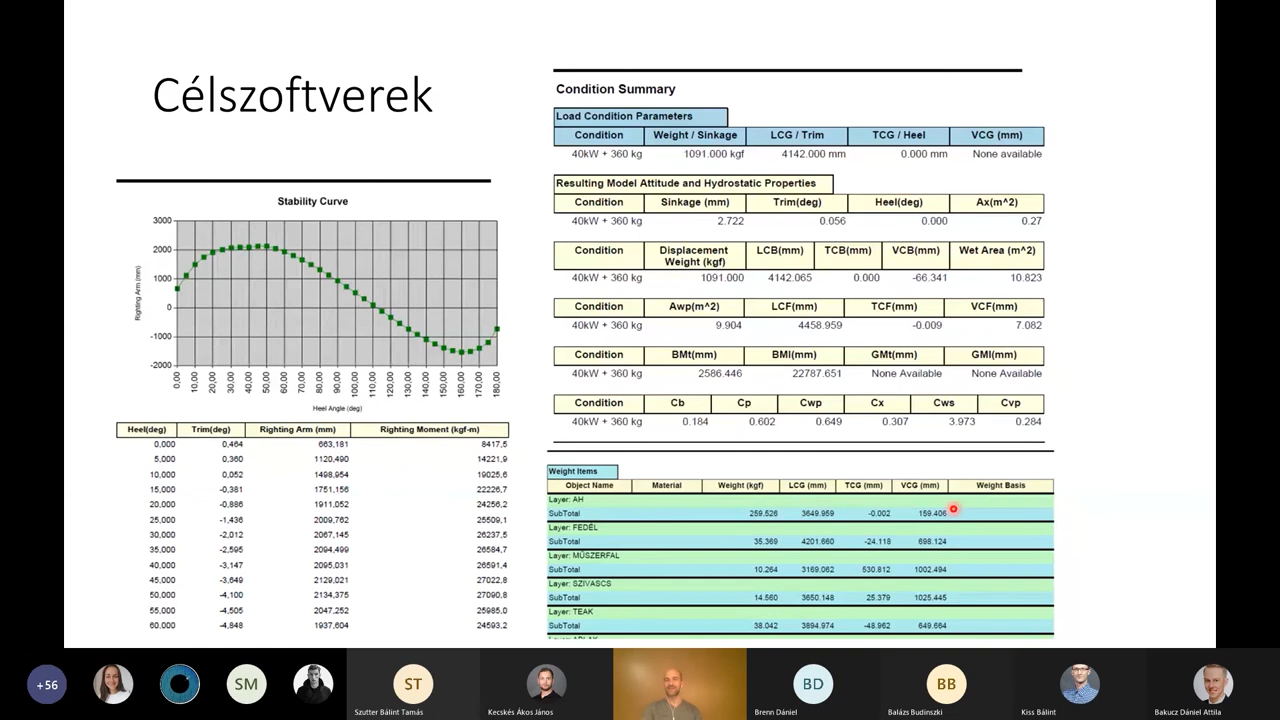 Célszoftverek
Stability Curve
3000
2000
1000
0
-1000
-2000
Righting Arm (mm)
0,00 10,00 20,00 30,00 40,00 50,00 60,00 70,00 80,00 90,00 100,00 110,00 120,00 130,00 140,00 150,00 160,00 170,00 180,00
Heel Angle (deg)
Heel(deg) Trim(deg) Righting Arm (mm) Righting Moment (kgf-m)
0,000 0,464 663,181 8417,5
5,000 0,360 1120,490 14221,9
10,000 0,052 1498,954 19025,6
15,000 -0,381 1751,156 22226,7
20,000 -0,886 1911,052 24256,2
25,000 -1,436 2009,762 25509,1
30,000 -2,012 2067,145 26237,5
35,000 -2,595 2094,499 26584,7
40,000 -3,147 2095,031 26591,4
45,000 -3,649 2129,021 27022,8
50,000 -4,100 2134,375 27090,8
55,000 -4,505 2047,252 25985,0
60,000 -4,848 1937,604 24593,2
Condition Summary
Load Condition Parameters
Condition Weight / Sinkage LCG / Trim TCG / Heel VCG (mm)
40kW + 360 kg 1091.000 kgf 4142.000 mm 0.000 mm None available
Resulting Model Attitude and Hydrostatic Properties
Condition Sinkage (mm) Trim(deg) Heel(deg) Ax(m^2)
40kW + 360 kg 2.722 0.056 0.000 0.27
Condition Displacement Weight (kgf) LCB(mm) TCB(mm) VCB(mm) Wet Area (m^2)
40kW + 360 kg 1091.000 4142.065 0.000 -66.341 10.823
Condition Awp(m^2) LCF(mm) TCF(mm) VCF(mm)
40kW + 360 kg 9.904 4458.959 -0.009 7.082
Condition BMt(mm) BMl(mm) GMt(mm) GMl(mm)
40kW + 360 kg 2586.446 22787.651 None Available None Available
Condition Cb Cp Cwp Cx Cws Cvp
40kW + 360 kg 0.184 0.602 0.649 0.307 3.973 0.284
Weight Items
Object Name Material Weight (kgf) LCG (mm) TCG (mm) VCG (mm) Weight Basis
Layer: AH
SubTotal 259.526 3649.959 -0.002 159.406
Layer: FEDÉL
SubTotal 35.369 4201.660 -24.118 698.124
Layer: MŰSZERFAL
SubTotal 10.264 3169.062 530.812 1002.494
Layer: SZIVASCS
SubTotal 14.560 3650.148 25.379 1025.445
Layer: TEAK
SubTotal 38.042 3894.974 -48.962 649.664
+56
SM
ST
Szutter Bálint Tamás
Kecskés Ákos János
BD
Brenn Dániel
BB
Balázs Budinszki
Kiss Bálint
Bakucz Dániel Attila